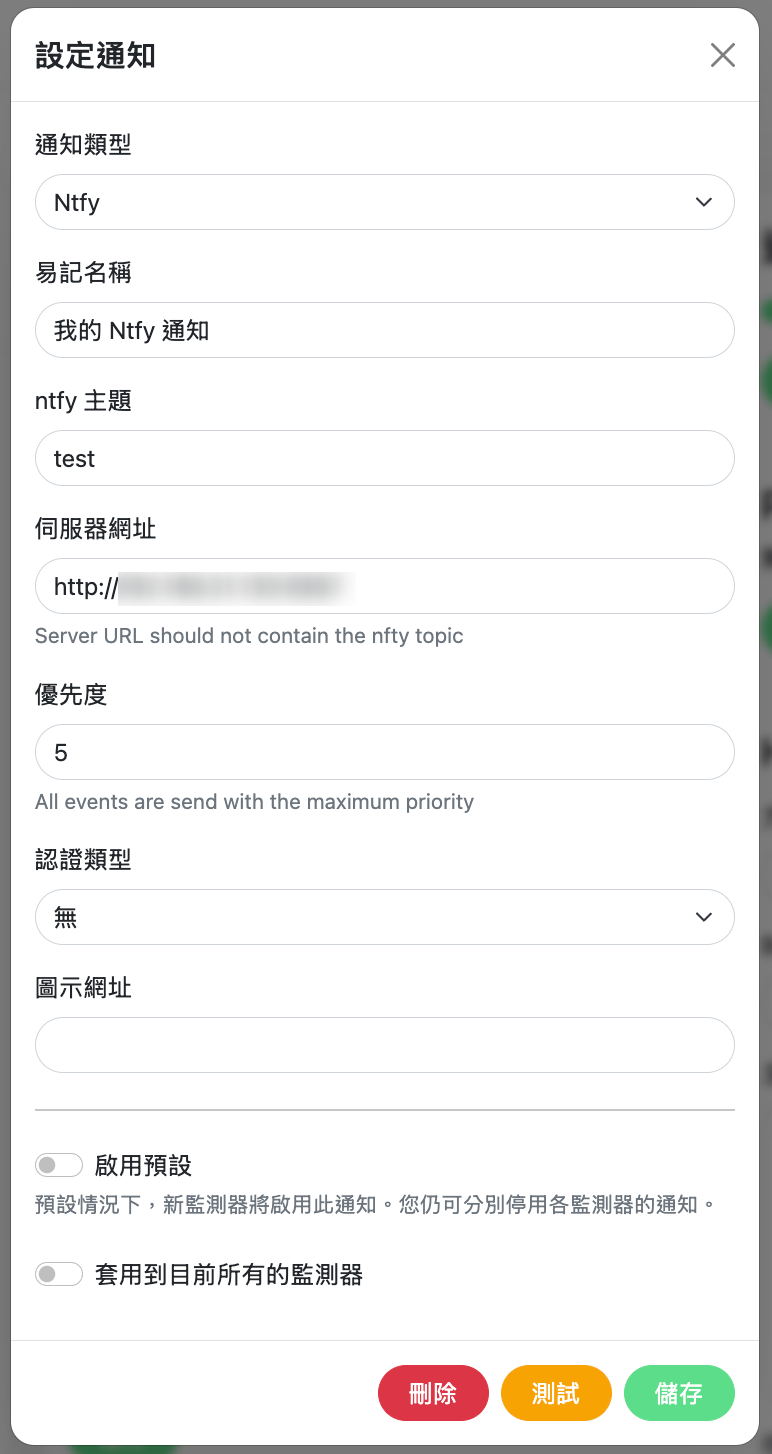 設定通知
通知類型
Ntfy
易記名稱
我的 Ntfy 通知
ntfy 主題
test
伺服器網址
http://
Server URL should not contain the nfty topic
優先度
5
All events are send with the maximum priority
認證類型
無
圖示網址
啟用預設
預設情況下，新監測器將啟用此通知。您仍可分別停用各監測器的通知。
套用到目前所有的監測器
刪除
測試
儲存